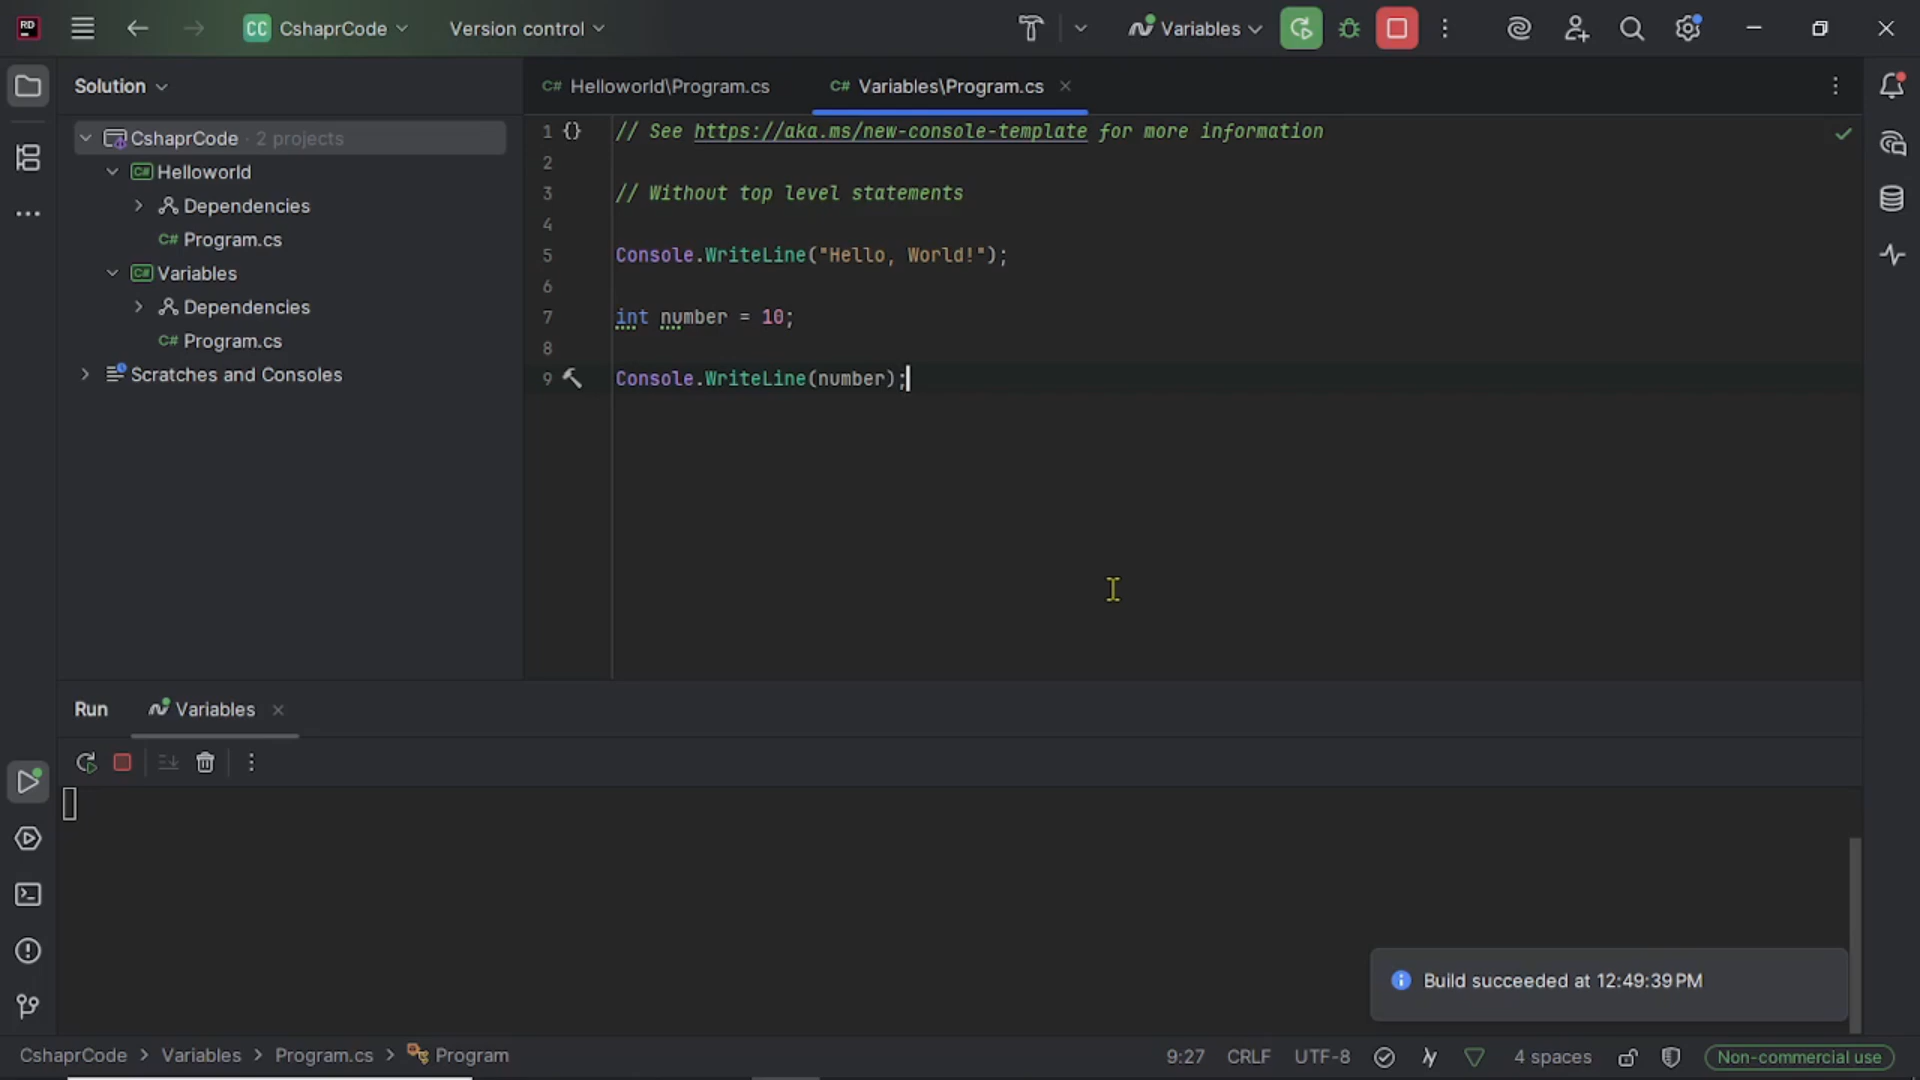 RD CC CshaprCode Version control Variables
Solution
CshaprCode · 2 projects
C# Helloworld
Dependencies
C# Program.cs
C# Variables
Dependencies
C# Program.cs
Scratches and Consoles
C# Helloworld\Program.cs C# Variables\Program.cs
1 {} // See https://aka.ms/new-console-template for more information
2
3 // Without top level statements
4
5 Console.WriteLine("Hello, World!");
6
7 int number = 10;
8
9 Console.WriteLine(number);
Run Variables
Build succeeded at 12:49:39 PM
CshaprCode > Variables > Program.cs > Program 9:27 CRLF UTF-8 4 spaces Non-commercial use